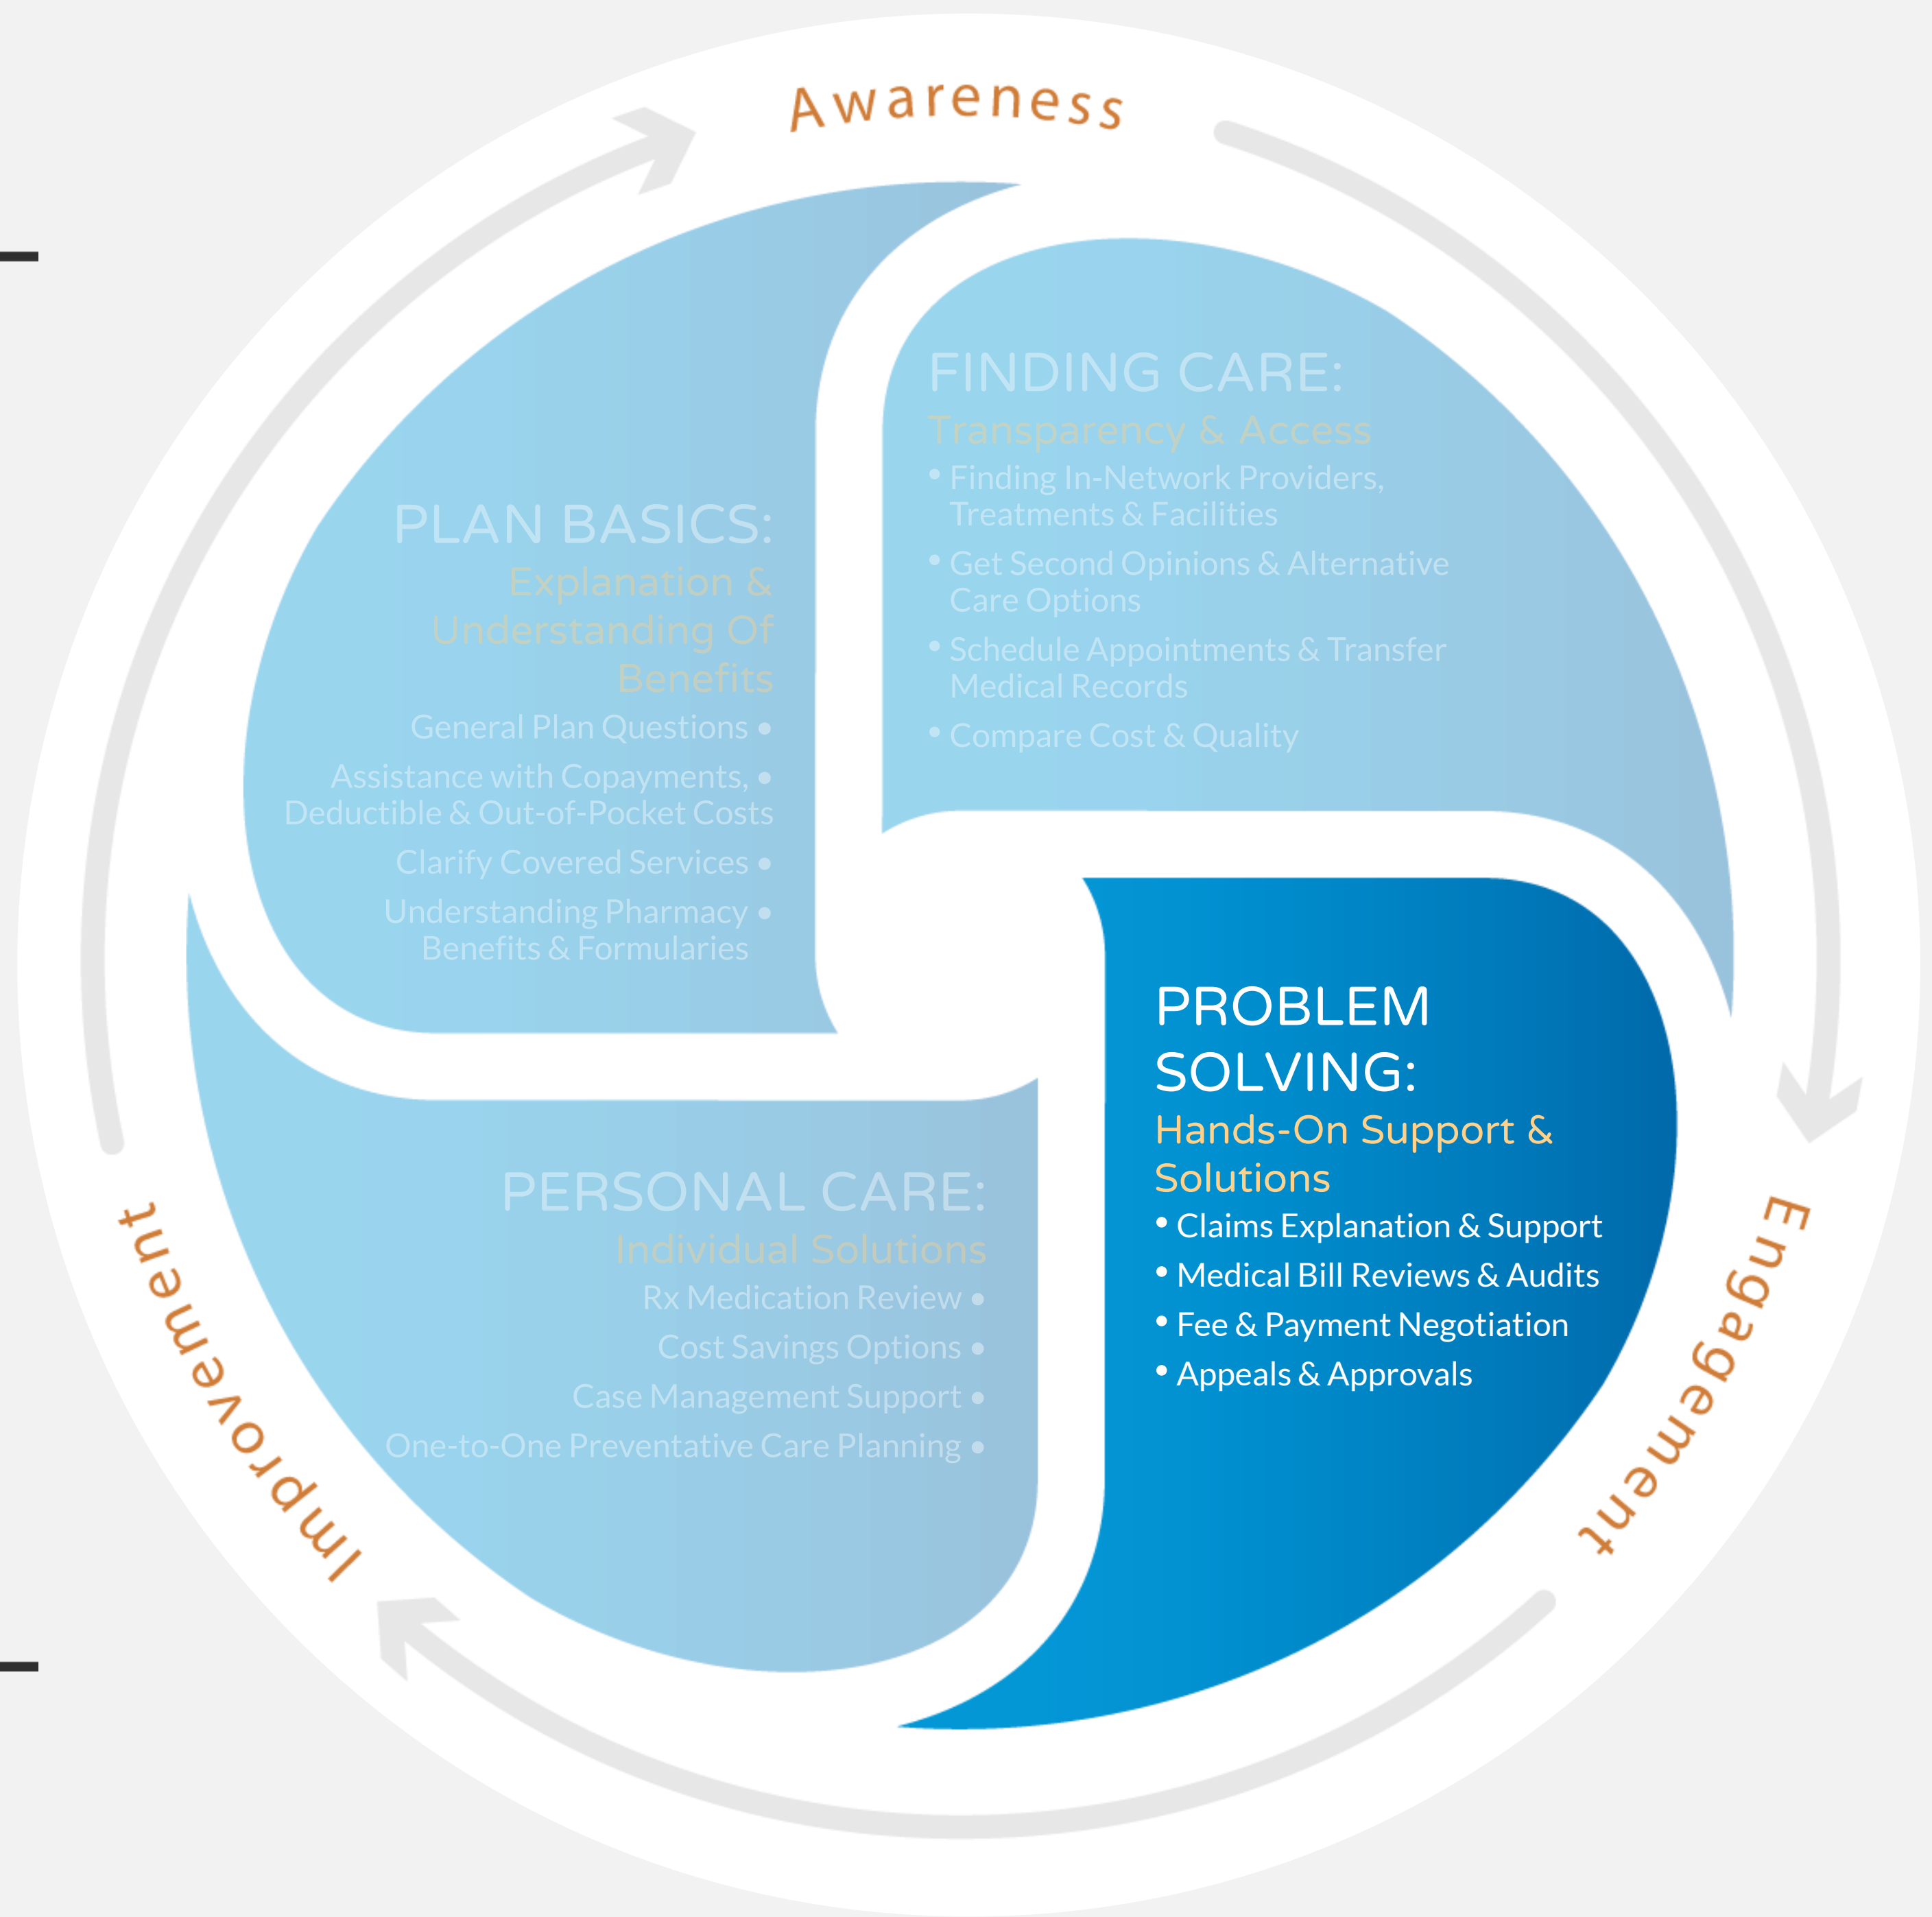 Awareness
FINDING CARE:
Transparency & Access
• Finding In-Network Providers,
Treatments & Facilities
• Get Second Opinions & Alternative
Care Options
• Schedule Appointments & Transfer
Medical Records
• Compare Cost & Quality
PLAN BASICS:
Explanation &
Understanding Of
Benefits
General Plan Questions •
Assistance with Copayments, •
Deductible & Out-of-Pocket Costs
Clarify Covered Services •
Understanding Pharmacy •
Benefits & Formularies
PROBLEM
SOLVING:
Hands-On Support &
Solutions
• Claims Explanation & Support
• Medical Bill Reviews & Audits
• Fee & Payment Negotiation
• Appeals & Approvals
PERSONAL CARE:
Individual Solutions
Rx Medication Review •
Cost Savings Options •
Case Management Support •
One-to-One Preventative Care Planning •
Engagement
Improvement